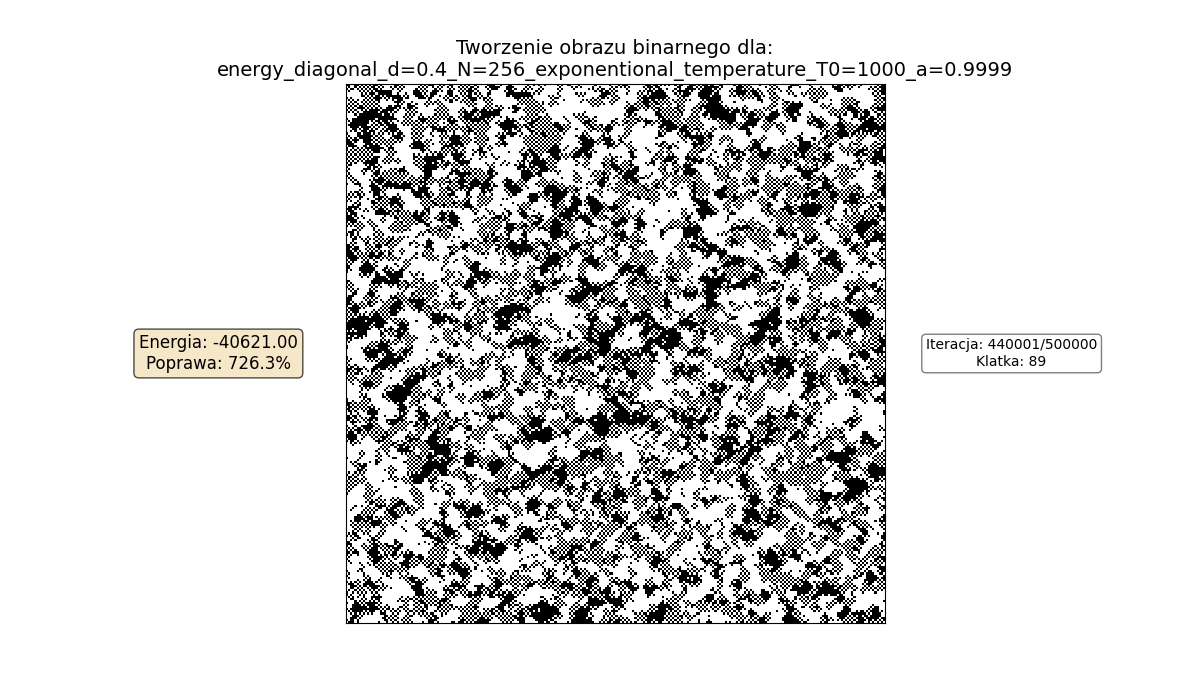 Tworzenie obrazu binarnego dla:
energy_diagonal_d=0.4_N=256_exponentional_temperature_T0=1000_a=0.9999
Energia: -40621.00
Poprawa: 726.3%
Iteracja: 440001/500000
Klatka: 89